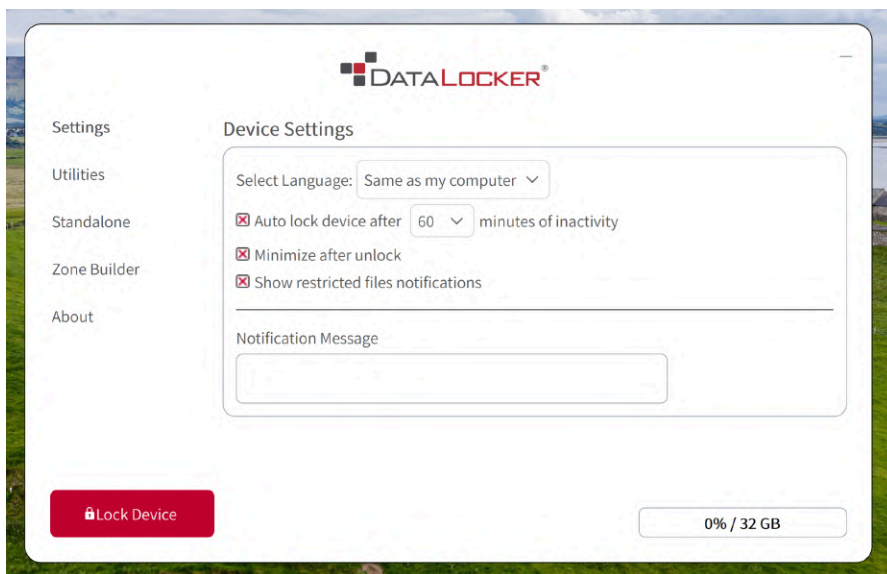 DATALOCKER®
Settings
Utilities
Standalone
Zone Builder
About
Device Settings
Select Language: Same as my computer
Auto lock device after 60 minutes of inactivity
Minimize after unlock
Show restricted files notifications
Notification Message
Lock Device
0% / 32 GB